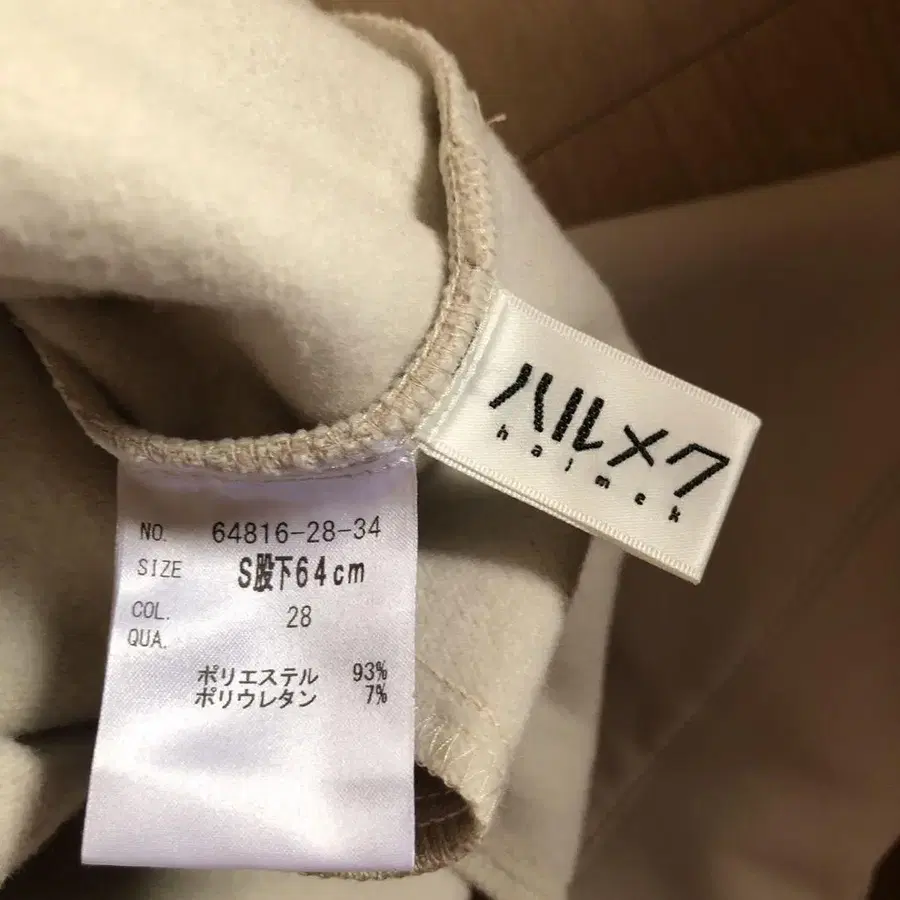 ハルメク
halmek
NO. 64816-28-34
SIZE S股下64cm
COL. 28
QUA.
ポリエステル 93%
ポリウレタン 7%